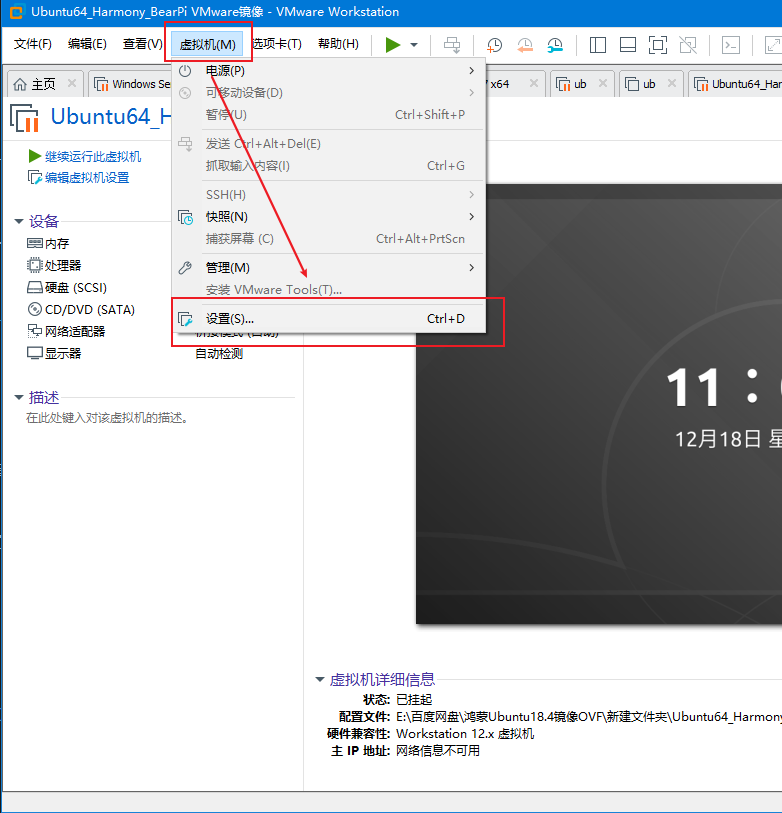 Ubuntu64_Harmony_BearPi VMware镜像 - VMware Workstation
文件(F) 编辑(E) 查看(V) 虚拟机(M) 选项卡(T) 帮助(H)
主页 Windows Se 7 x64 ub ub Ubuntu64_Har
Ubuntu64_H
继续运行此虚拟机
编辑虚拟机设置
设备
内存
处理器
硬盘 (SCSI)
CD/DVD (SATA)
网络适配器
显示器 自动检测
描述
在此处键入对该虚拟机的描述。
电源(P)
可移动设备(D)
暂停(U) Ctrl+Shift+P
发送 Ctrl+Alt+Del(E)
抓取输入内容(I) Ctrl+G
SSH(H)
快照(N)
捕获屏幕 (C) Ctrl+Alt+PrtScn
管理(M)
安装 VMware Tools(T)...
设置(S)... Ctrl+D
11 :
12月18日 星
虚拟机详细信息
状态: 已挂起
配置文件: E:\百度网盘\鸿蒙Ubuntu18.4镜像OVF\新建文件夹\Ubuntu64_Harmony
硬件兼容性: Workstation 12.x 虚拟机
主 IP 地址: 网络信息不可用